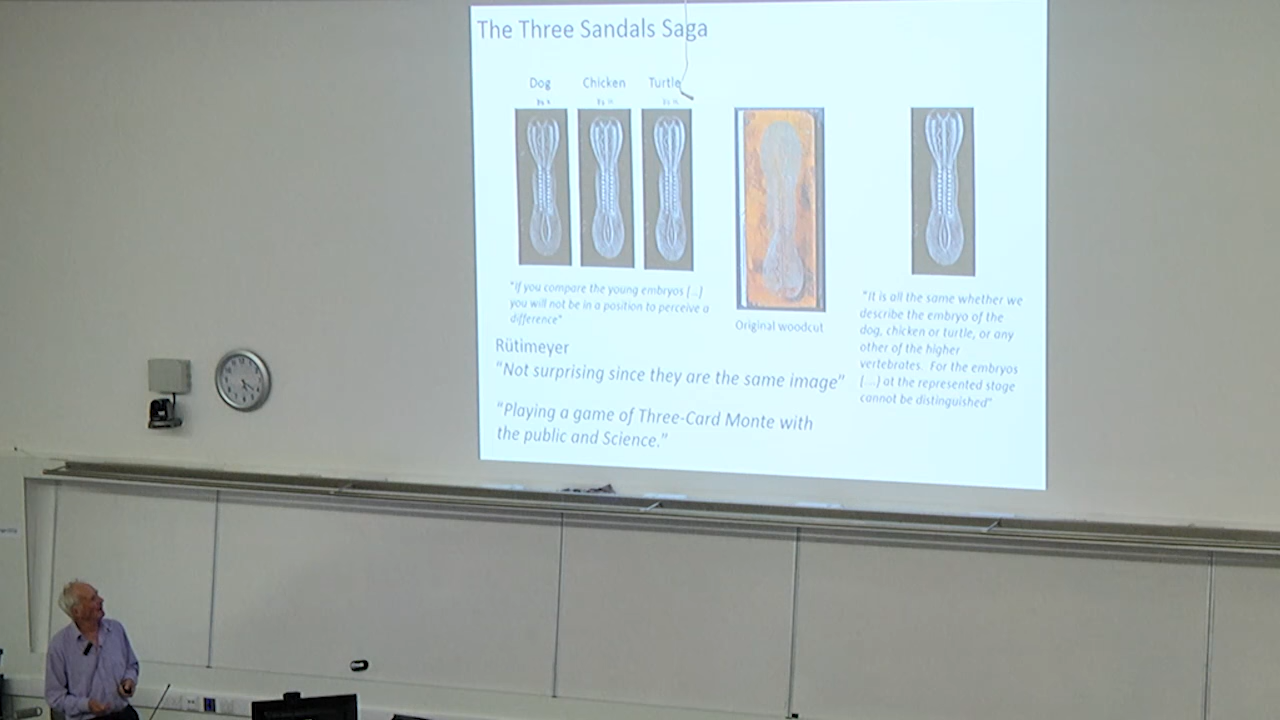 The Three Sandals Saga
Dog Chicken Turtle
"If you compare the young embryos [...]
you will not be in a position to perceive a
difference"
Original woodcut
"It is all the same whether we
describe the embryo of the
dog, chicken or turtle, or any
other of the higher
vertebrates. For the embryos
[....] at the represented stage
cannot be distinguished"
Rütimeyer
"Not surprising since they are the same image"
"Playing a game of Three-Card Monte with
the public and Science."